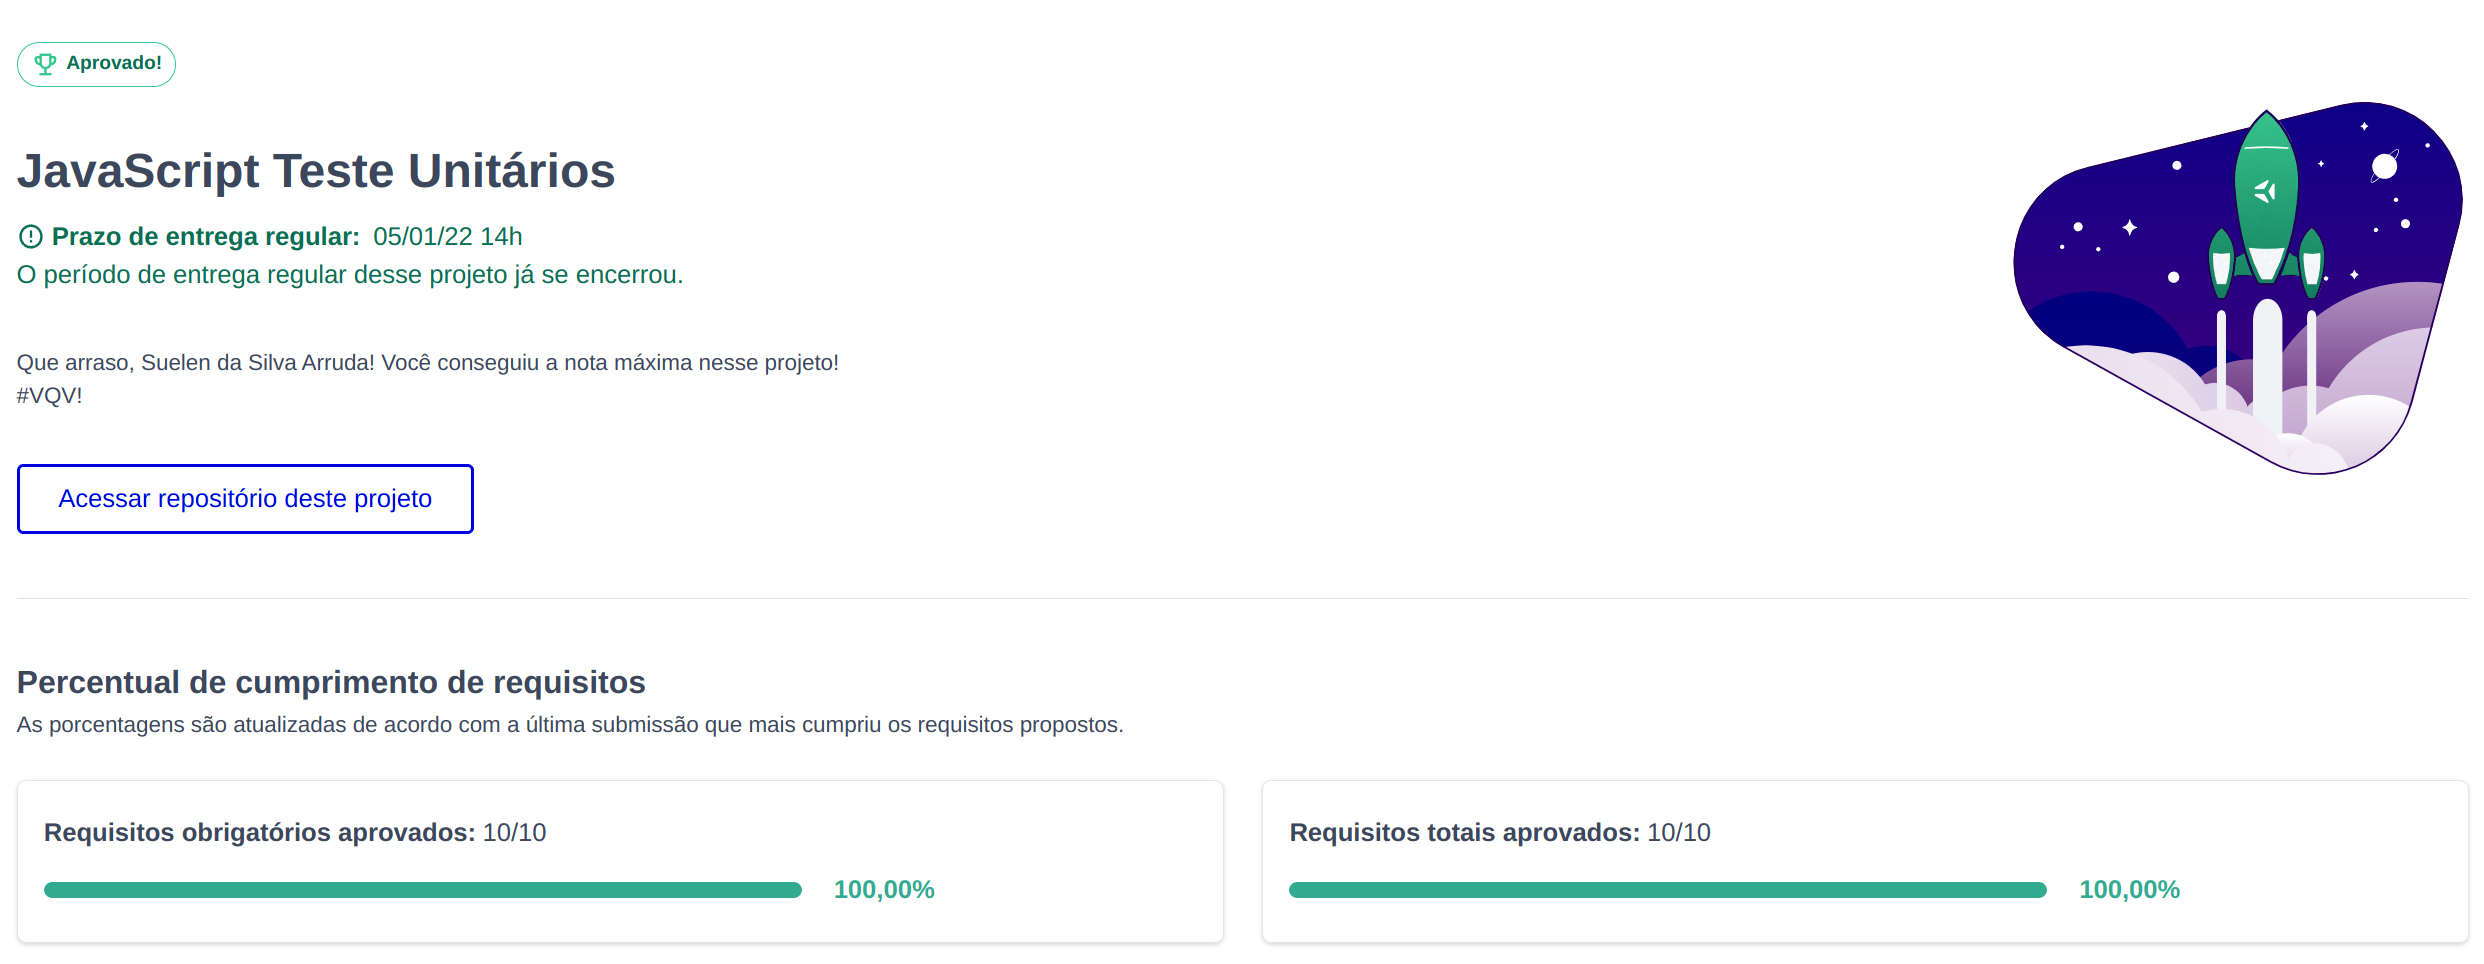 Aprovado!
JavaScript Teste Unitários
Prazo de entrega regular: 05/01/22 14h
O período de entrega regular desse projeto já se encerrou.
Que arraso, Suelen da Silva Arruda! Você conseguiu a nota máxima nesse projeto!
#VQV!
Acessar repositório deste projeto
Percentual de cumprimento de requisitos
As porcentagens são atualizadas de acordo com a última submissão que mais cumpriu os requisitos propostos.
Requisitos obrigatórios aprovados: 10/10
100,00%
Requisitos totais aprovados: 10/10
100,00%